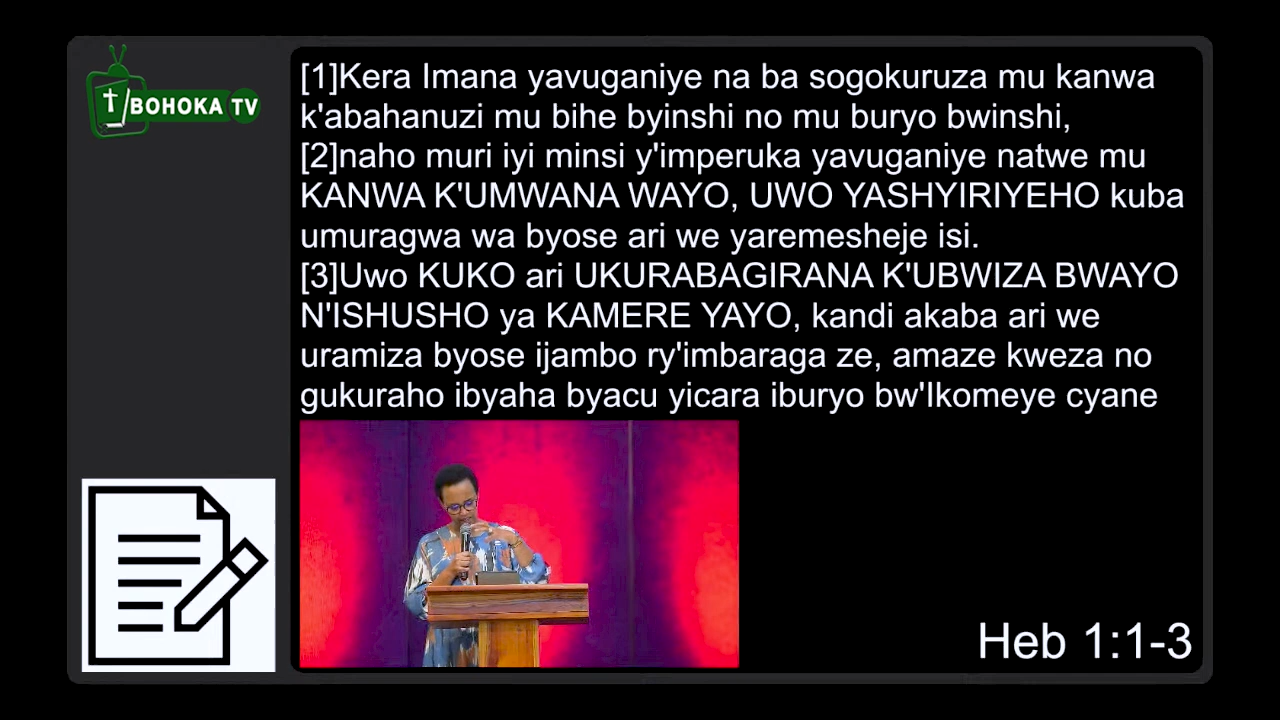 BOHOKA TV
[1]Kera Imana yavuganiye na ba sogokuruza mu kanwa
k'abahanuzi mu bihe byinshi no mu buryo bwinshi,
[2]naho muri iyi minsi y'imperuka yavuganiye natwe mu
KANWA K'UMWANA WAYO, UWO YASHYIRIYEHO kuba
umuragwa wa byose ari we yaremesheje isi.
[3]Uwo KUKO ari UKURABAGIRANA K'UBWIZA BWAYO
N'ISHUSHO ya KAMERE YAYO, kandi akaba ari we
uramiza byose ijambo ry'imbaraga ze, amaze kweza no
gukuraho ibyaha byacu yicara iburyo bw'Ikomeye cyane
Heb 1:1-3